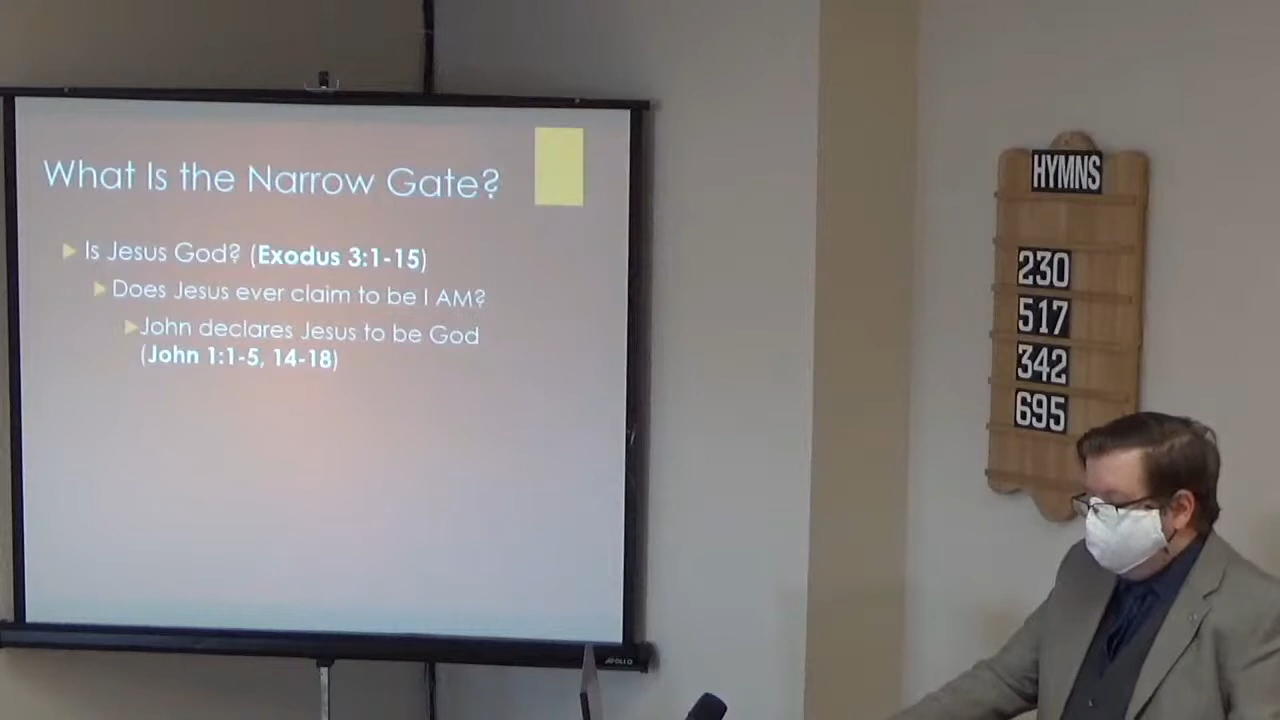 What Is the Narrow Gate?
Is Jesus God? (Exodus 3:1-15)
Does Jesus ever claim to be I AM?
John declares Jesus to be God
(John 1:1-5, 14-18)
APOLLO
HYMNS
230
517
342
695